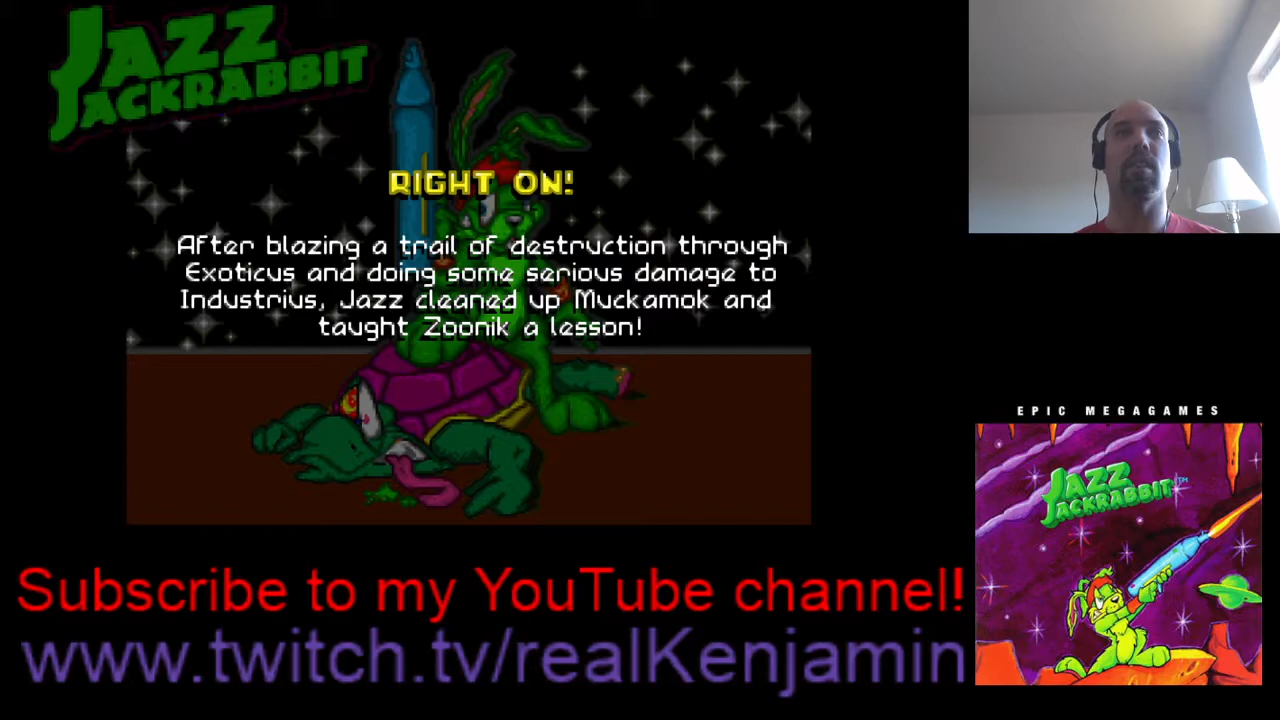 JAZZ
JACKRABBIT
RIGHT ON!
After blazing a trail of destruction through
Exoticus and doing some serious damage to
Industrius, Jazz cleaned up Muckamok and
taught Zoonik a lesson!
EPIC MEGAGAMES
JAZZ
JACKRABBIT™
Subscribe to my YouTube channel!
www.twitch.tv/realKenjamin